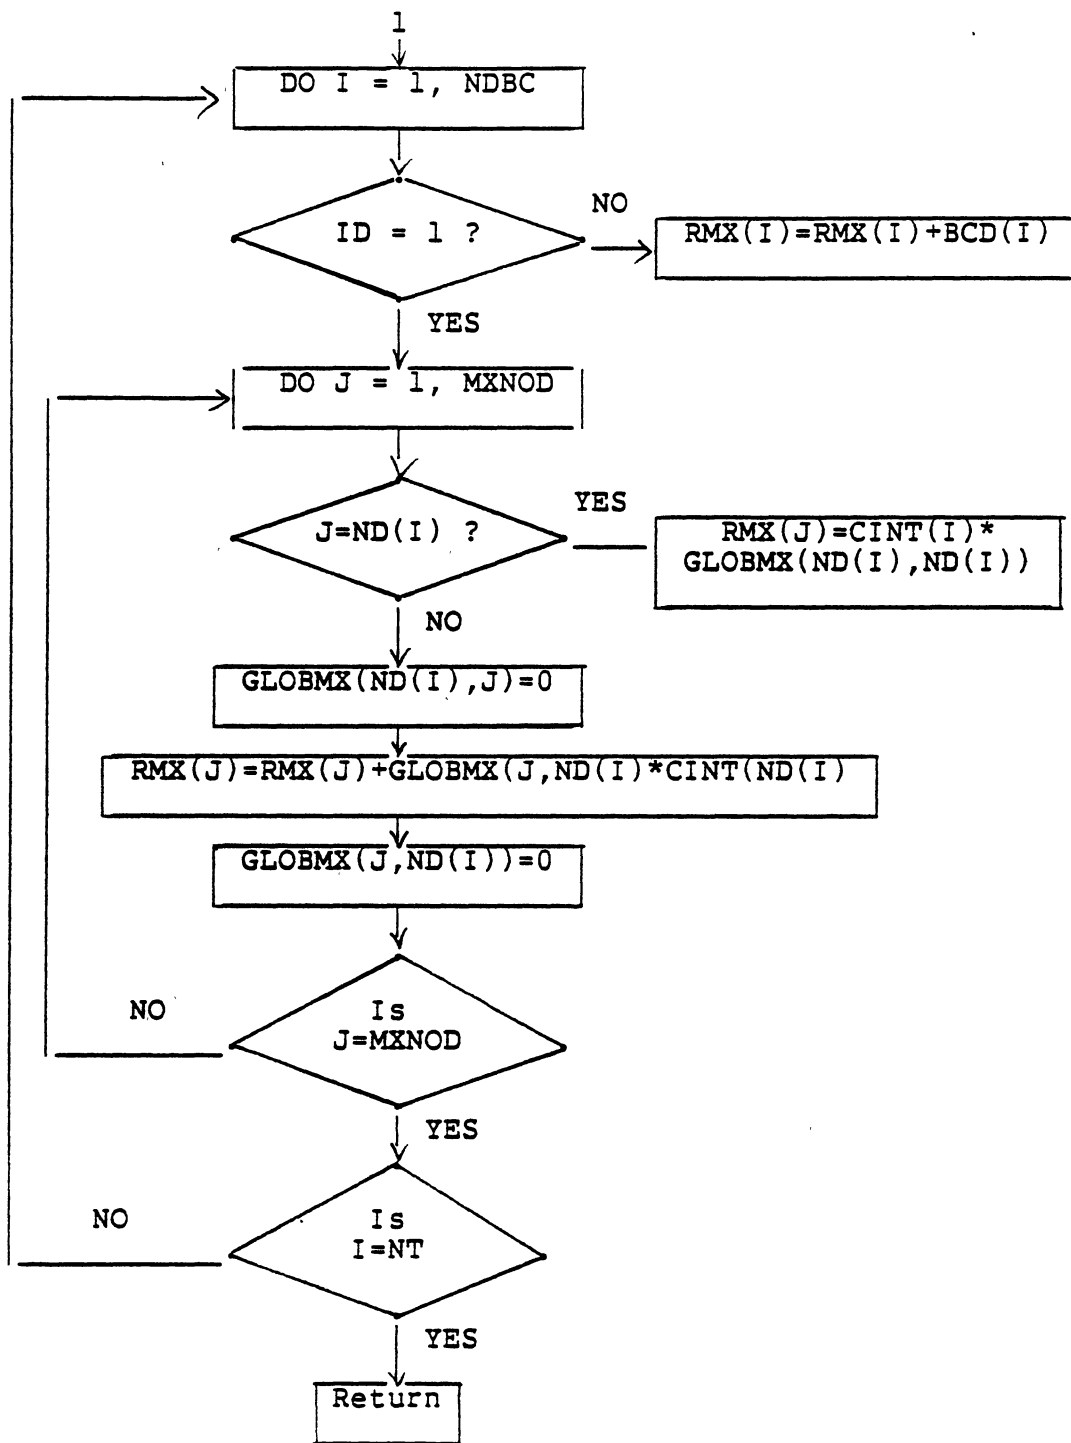 1
DO I = 1, NDBC
ID = 1 ?
NO
RMX(I)=RMX(I)+BCD(I)
YES
DO J = 1, MXNOD
J=ND(I) ?
YES
RMX(J)=CINT(I)*
GLOBMX(ND(I),ND(I))
NO
GLOBMX(ND(I),J)=0
RMX(J)=RMX(J)+GLOBMX(J,ND(I)*CINT(ND(I)
GLOBMX(J,ND(I))=0
NO
Is
J=MXNOD
YES
NO
Is
I=NT
YES
Return